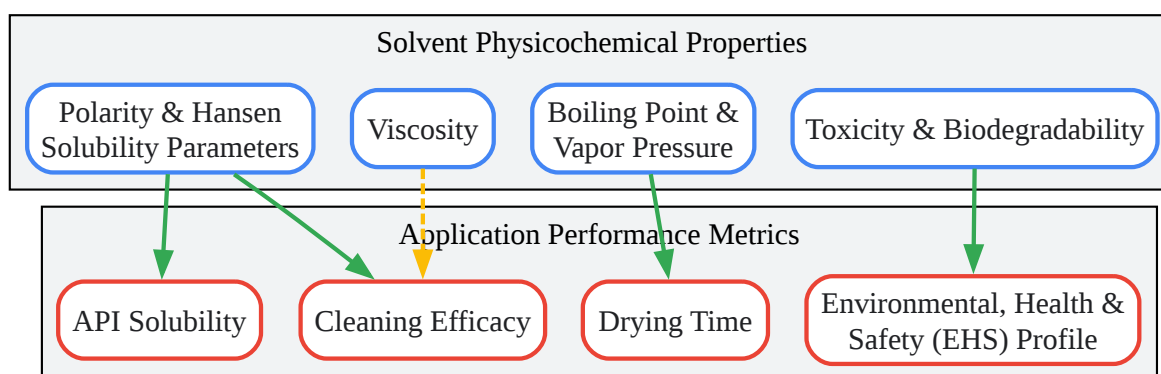 Solvent Physicochemical Properties
Polarity & Hansen
Solubility Parameters
Viscosity
Boiling Point &
Vapor Pressure
Toxicity & Biodegradability
Application Performance Metrics
API Solubility
Cleaning Efficacy
Drying Time
Environmental, Health &
Safety (EHS) Profile